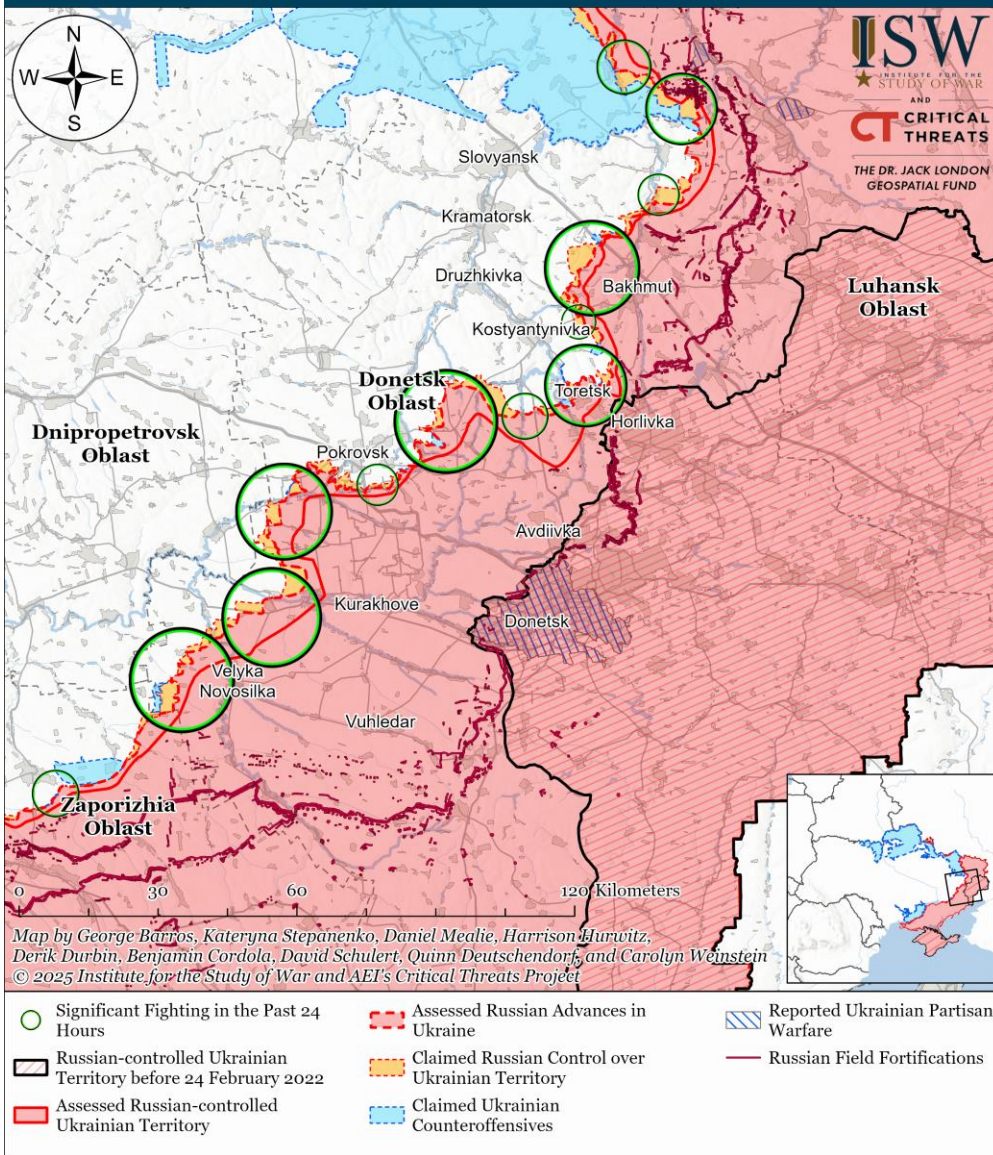 N
W
E
S
ISW
INSTITUTE FOR THE
STUDY OF WAR
AND
CT CRITICAL
THREATS
THE DR. JACK LONDON
GEOSPATIAL FUND
Slovyansk
Kramatorsk
Druzhkivka
Bakhmut
Luhansk
Oblast
Kostyantynivka
Donetsk
Oblast
Toretsk
Horlivka
Dnipropetrovsk
Oblast
Pokrovsk
Avdiivka
Kurakhove
Donetsk
Velyka
Novosilka
Vuhledar
Zaporizhia
Oblast
0 30 60 120 Kilometers
Map by George Barros, Kateryna Stepanenko, Daniel Mealie, Harrison Hurwitz,
Derik Durbin, Benjamin Cordola, David Schulert, Quinn Deutschendorf, and Carolyn Weinstein
© 2025 Institute for the Study of War and AEI's Critical Threats Project
Significant Fighting in the Past 24
Hours
Russian-controlled Ukrainian
Territory before 24 February 2022
Assessed Russian-controlled
Ukrainian Territory
Assessed Russian Advances in
Ukraine
Claimed Russian Control over
Ukrainian Territory
Claimed Ukrainian
Counteroffensives
Reported Ukrainian Partisan
Warfare
Russian Field Fortifications